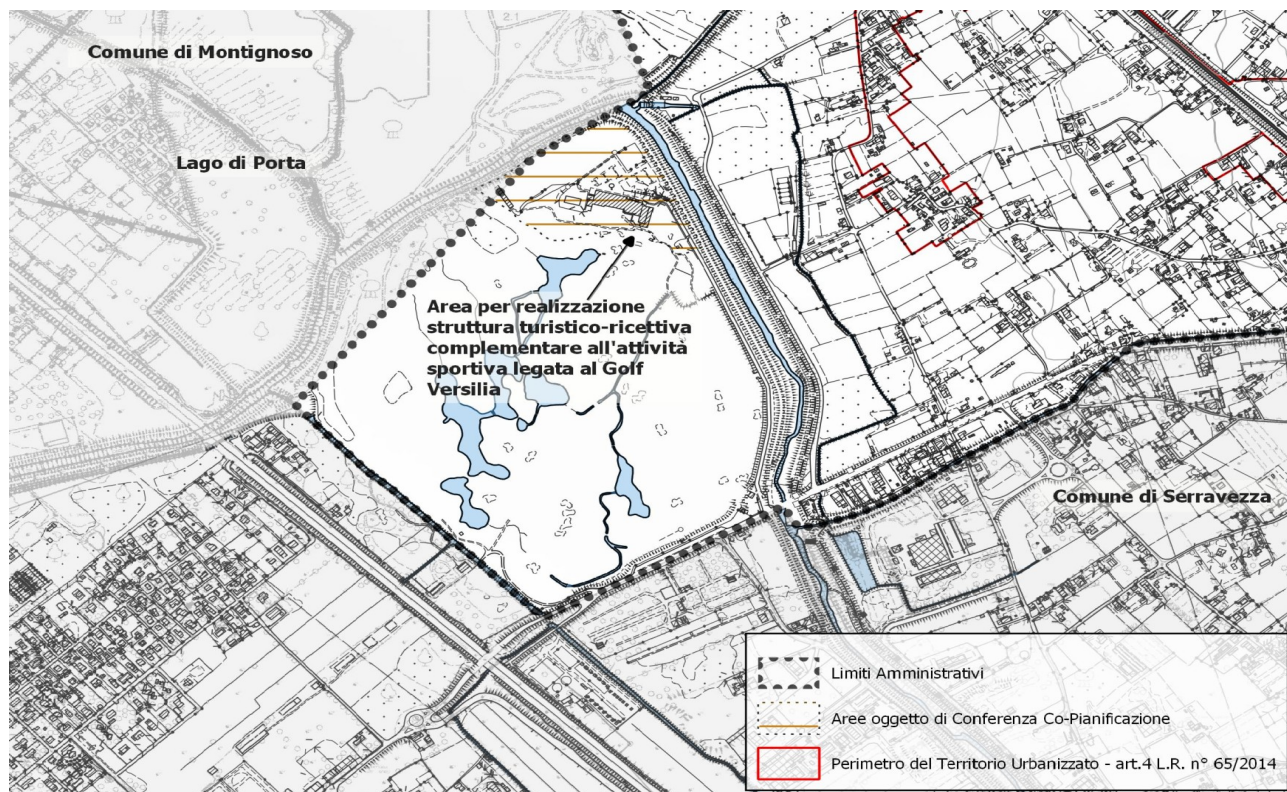 Comune di Montignoso
Lago di Porta
Area per realizzazione
struttura turistico-ricettiva
complementare all'attività
sportiva legata al Golf
Versilia
Comune di Serravezza
Limiti Amministrativi
Aree oggetto di Conferenza Co-Pianificazione
Perimetro del Territorio Urbanizzato - art.4 L.R. n° 65/2014